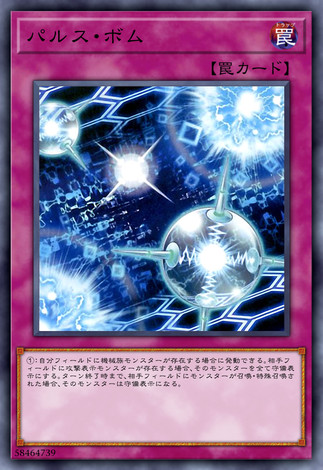 パルス・ボム
トラップ
罠
【罠カード】
①:自分フィールドに機械族モンスターが存在する場合に発動できる。相手フ
ィールドに攻撃表示モンスターが存在する場合、そのモンスターを全て守備表
示にする。ターン終了時まで、相手フィールドにモンスターが召喚・特殊召喚さ
れた場合、そのモンスターは守備表示になる。
58464739